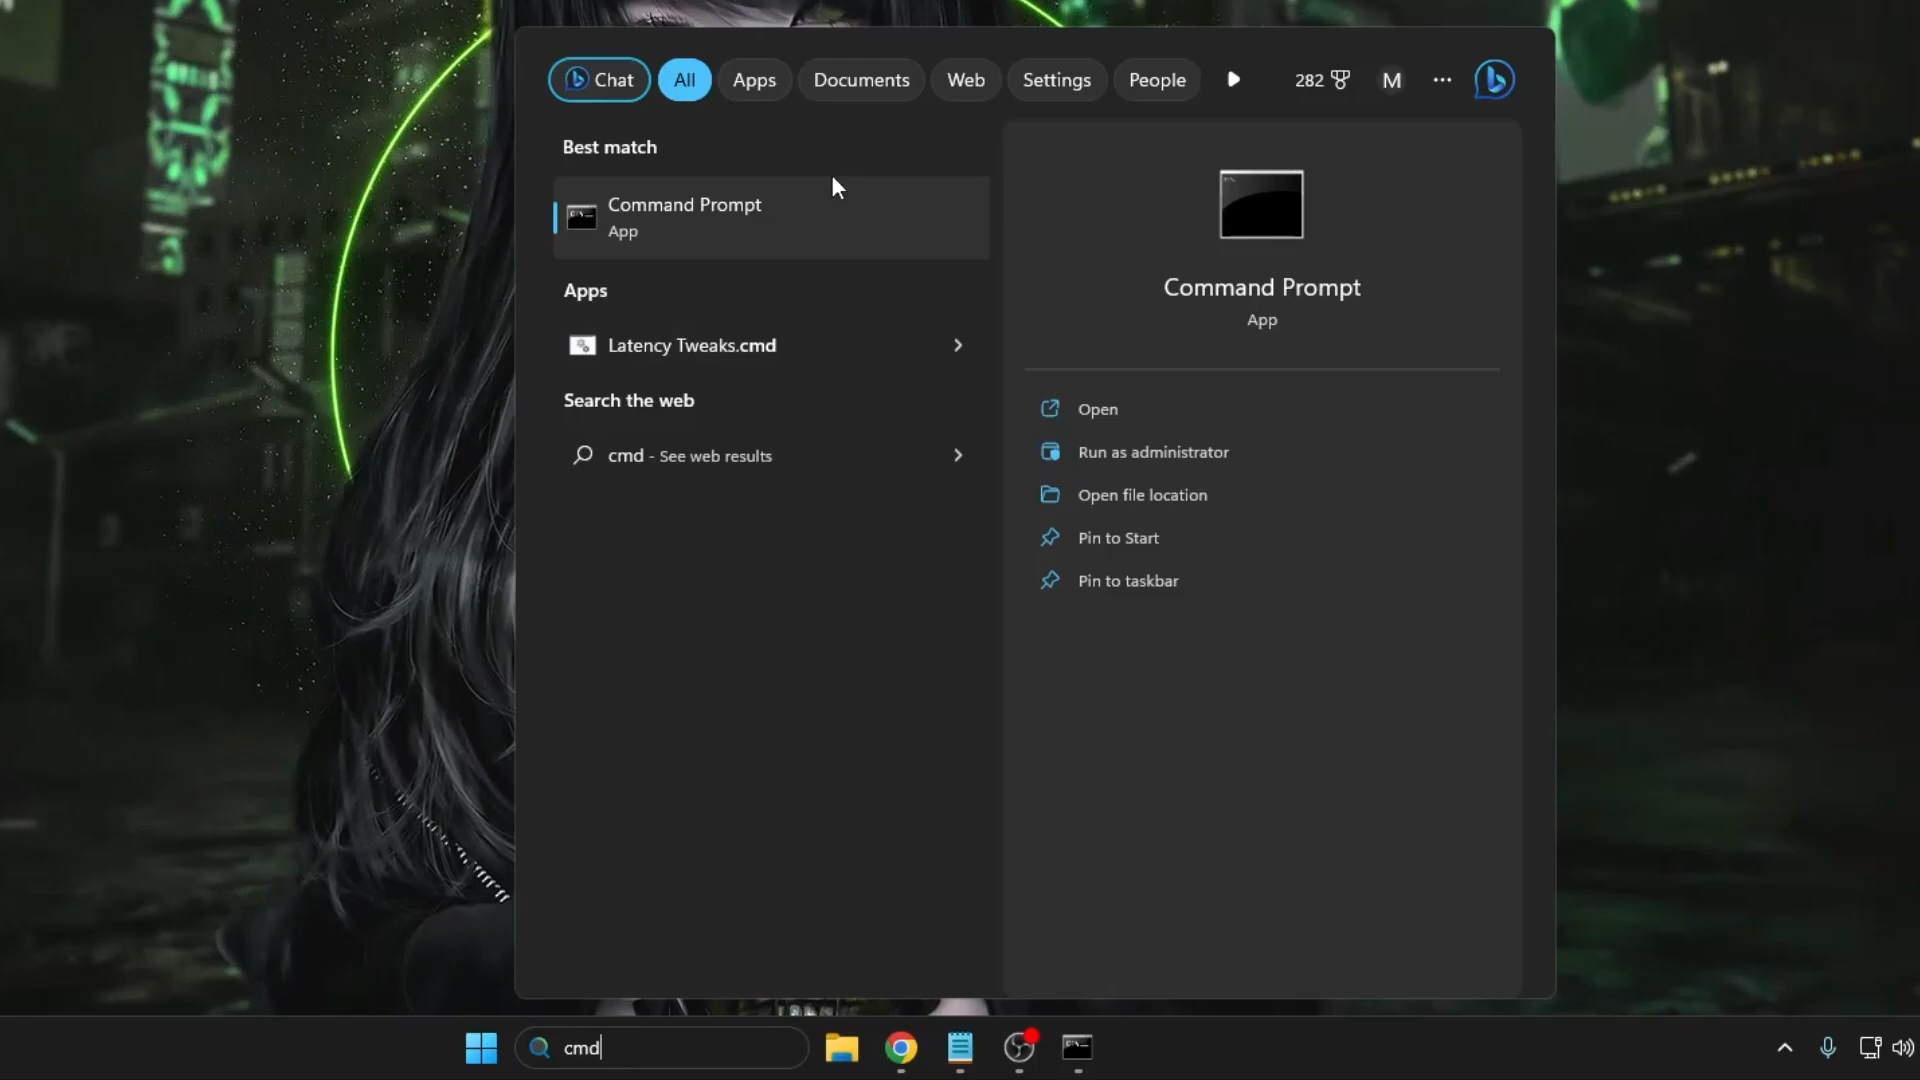 Chat All Apps Documents Web Settings People 282 M
Best match
Command Prompt
App
Apps
Latency Tweaks.cmd
Search the web
cmd - See web results
Command Prompt
App
Open
Run as administrator
Open file location
Pin to Start
Pin to taskbar
cmd